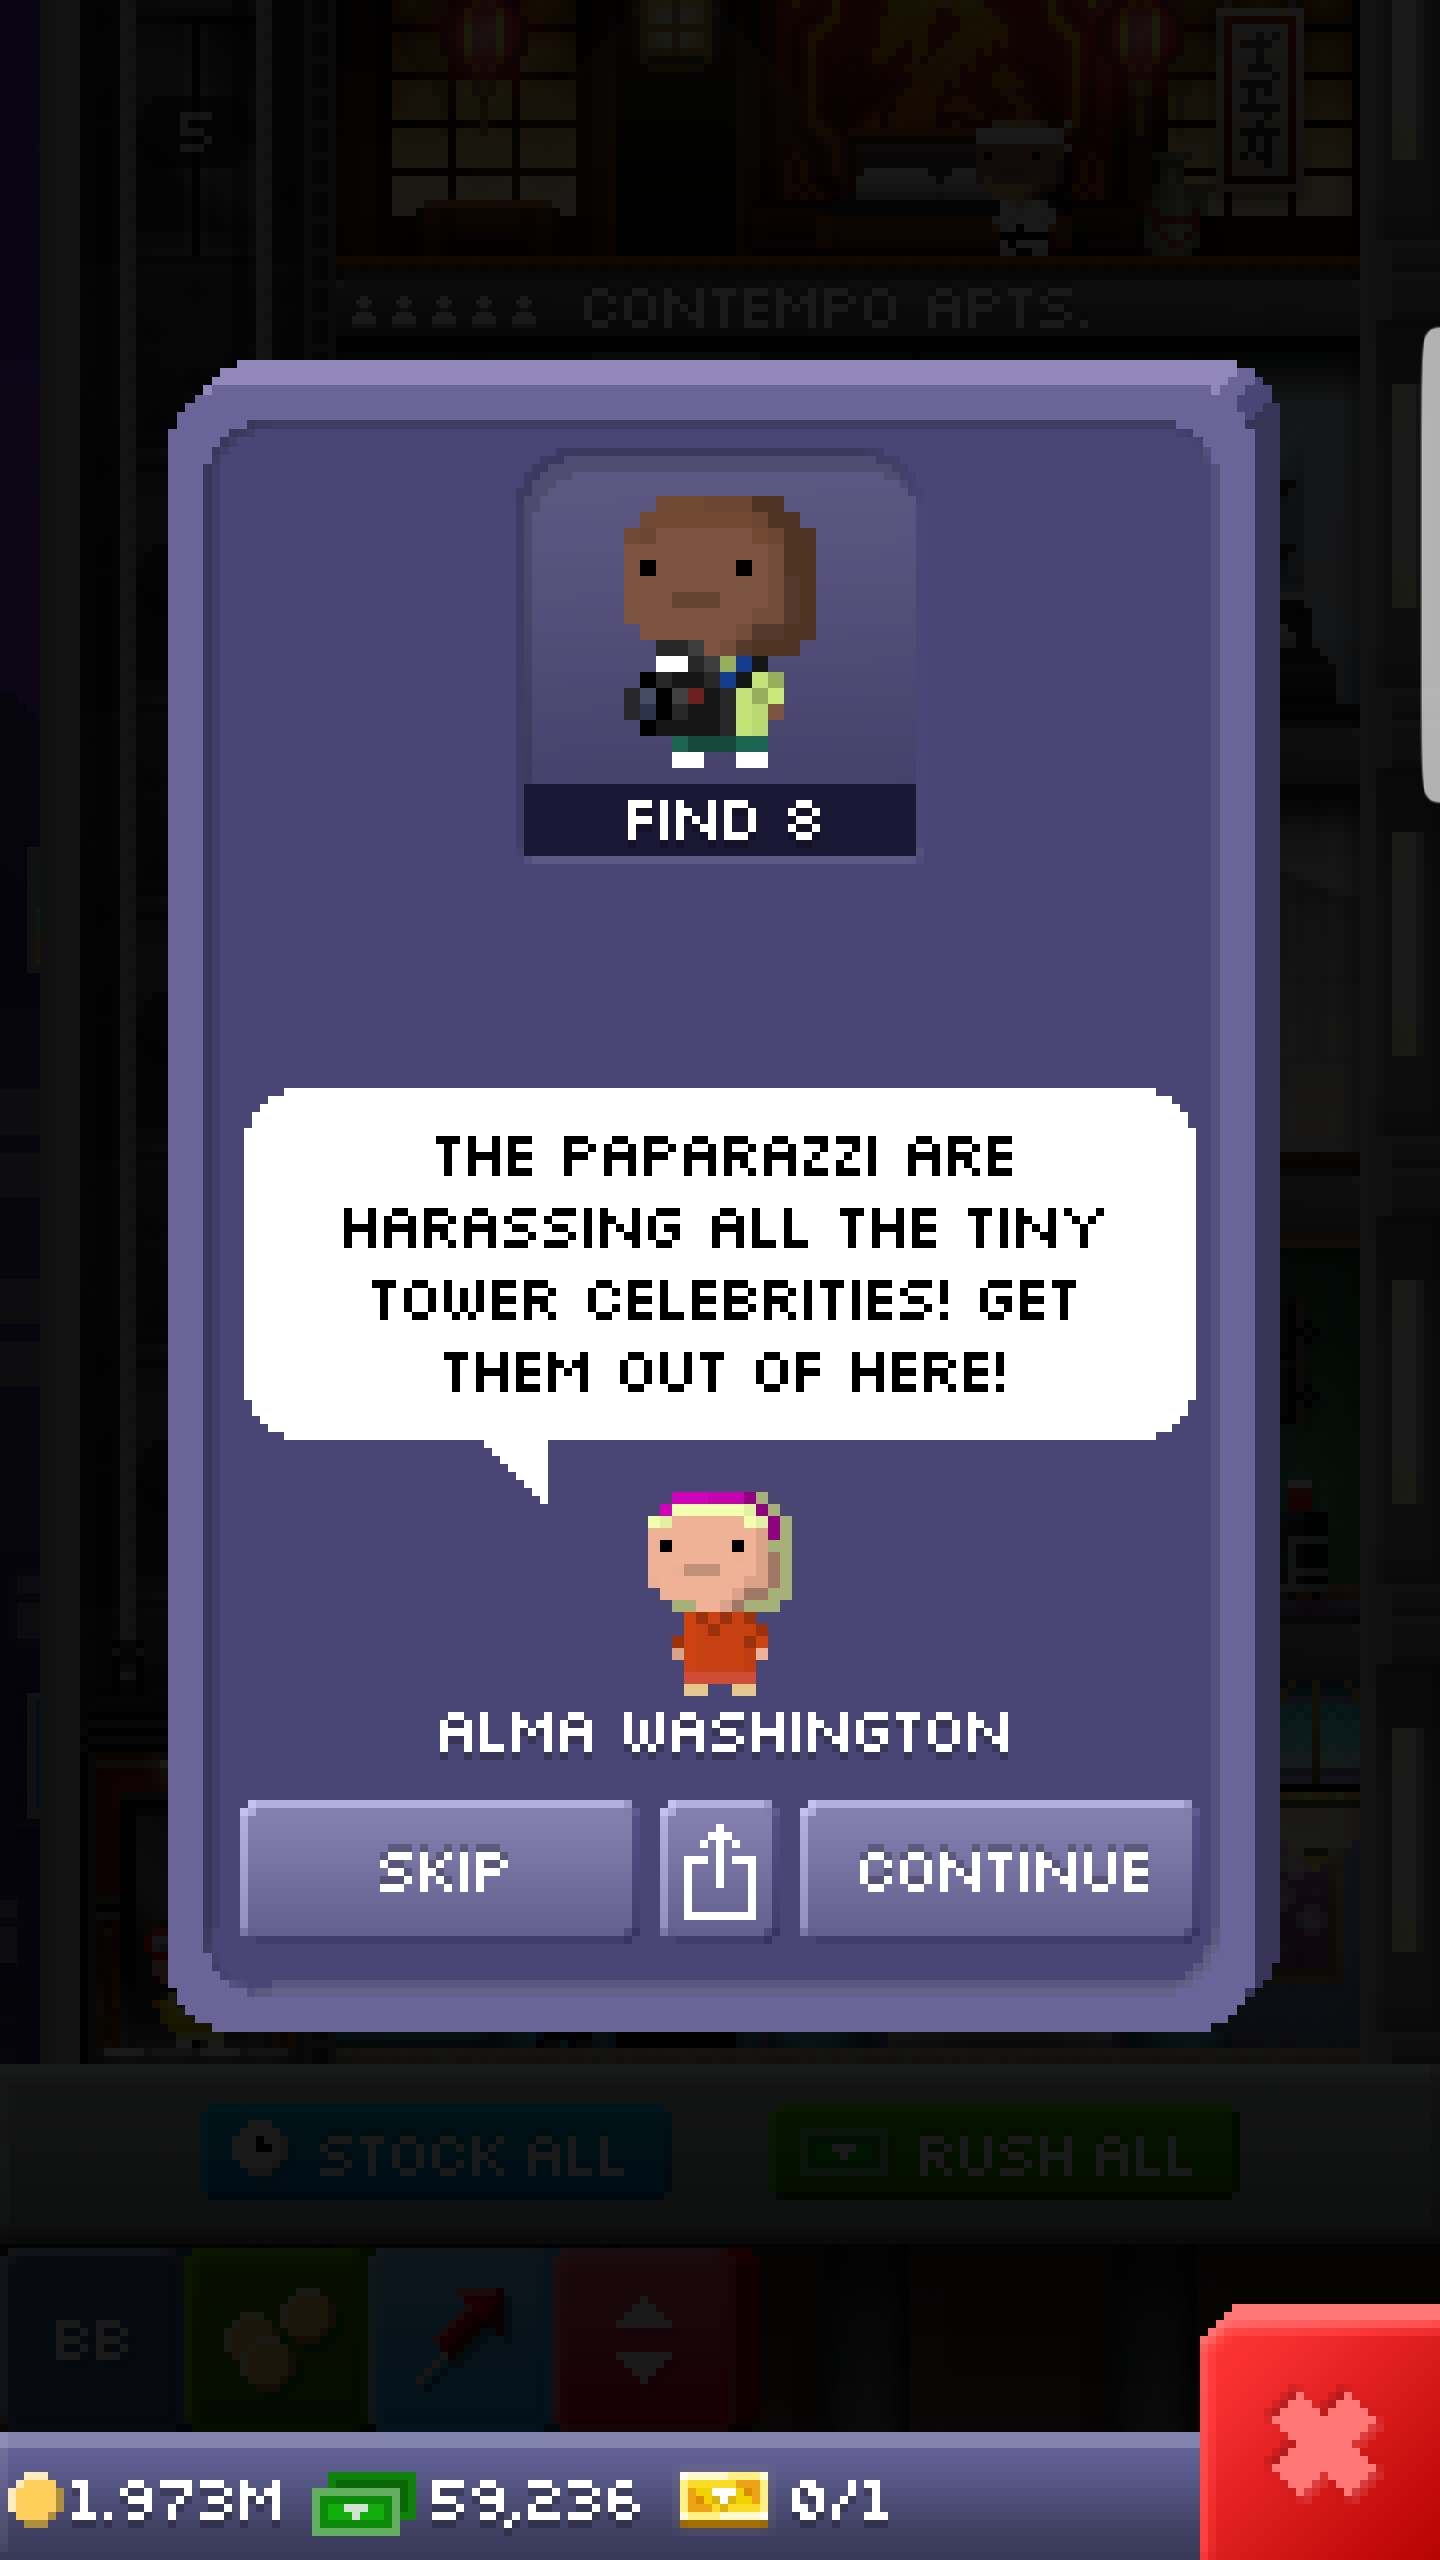 5
CONTEMPO APTS.
FIND 8
THE PAPARAZZI ARE
HARASSING ALL THE TINY
TOWER CELEBRITIES! GET
THEM OUT OF HERE!
ALMA WASHINGTON
SKIP
CONTINUE
STOCK ALL
RUSH ALL
BB
1.973M
59,236
0/1